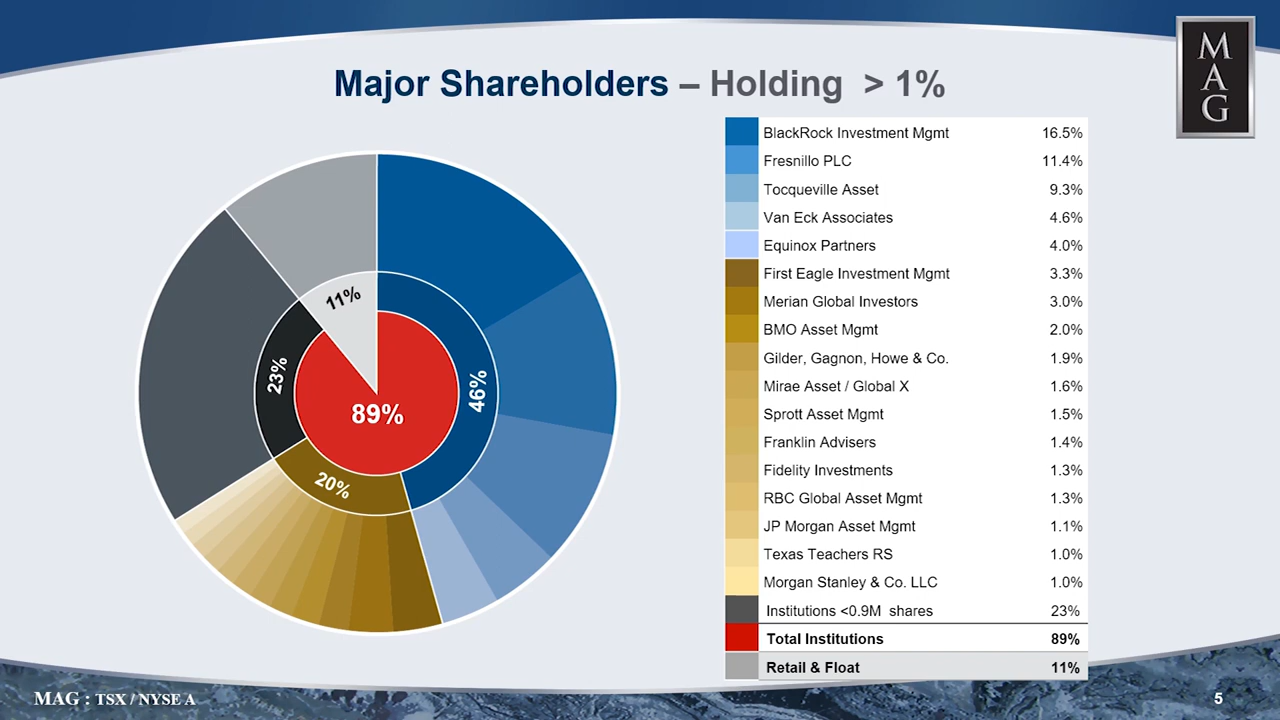 M
A
G
Major Shareholders – Holding > 1%
11%
23%
46%
89%
20%
BlackRock Investment Mgmt 16.5%
Fresnillo PLC 11.4%
Tocqueville Asset 9.3%
Van Eck Associates 4.6%
Equinox Partners 4.0%
First Eagle Investment Mgmt 3.3%
Merian Global Investors 3.0%
BMO Asset Mgmt 2.0%
Gilder, Gagnon, Howe & Co. 1.9%
Mirae Asset / Global X 1.6%
Sprott Asset Mgmt 1.5%
Franklin Advisers 1.4%
Fidelity Investments 1.3%
RBC Global Asset Mgmt 1.3%
JP Morgan Asset Mgmt 1.1%
Texas Teachers RS 1.0%
Morgan Stanley & Co. LLC 1.0%
Institutions <0.9M shares 23%
Total Institutions 89%
Retail & Float 11%
MAG : TSX / NYSE A
5